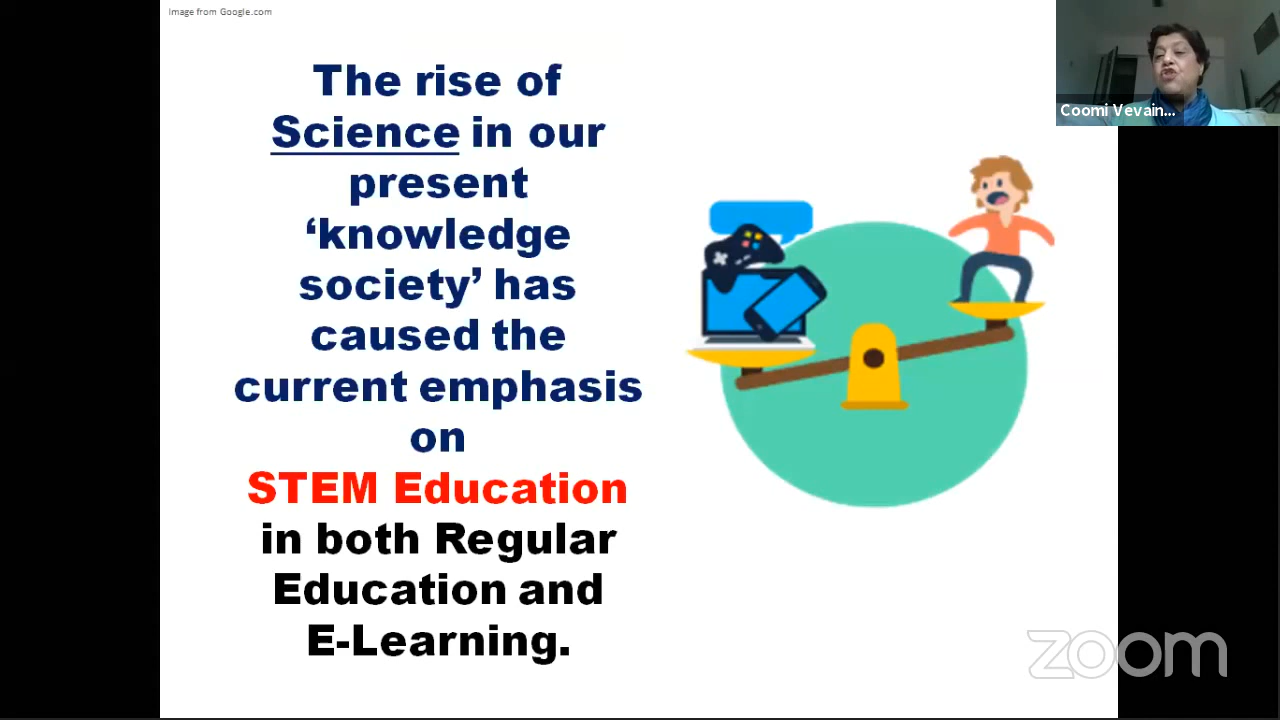 Image from Google.com
The rise of
Science in our
present
‘knowledge
society’ has
caused the
current emphasis
on
STEM Education
in both Regular
Education and
E-Learning.
Coomi Vevain...
zoom